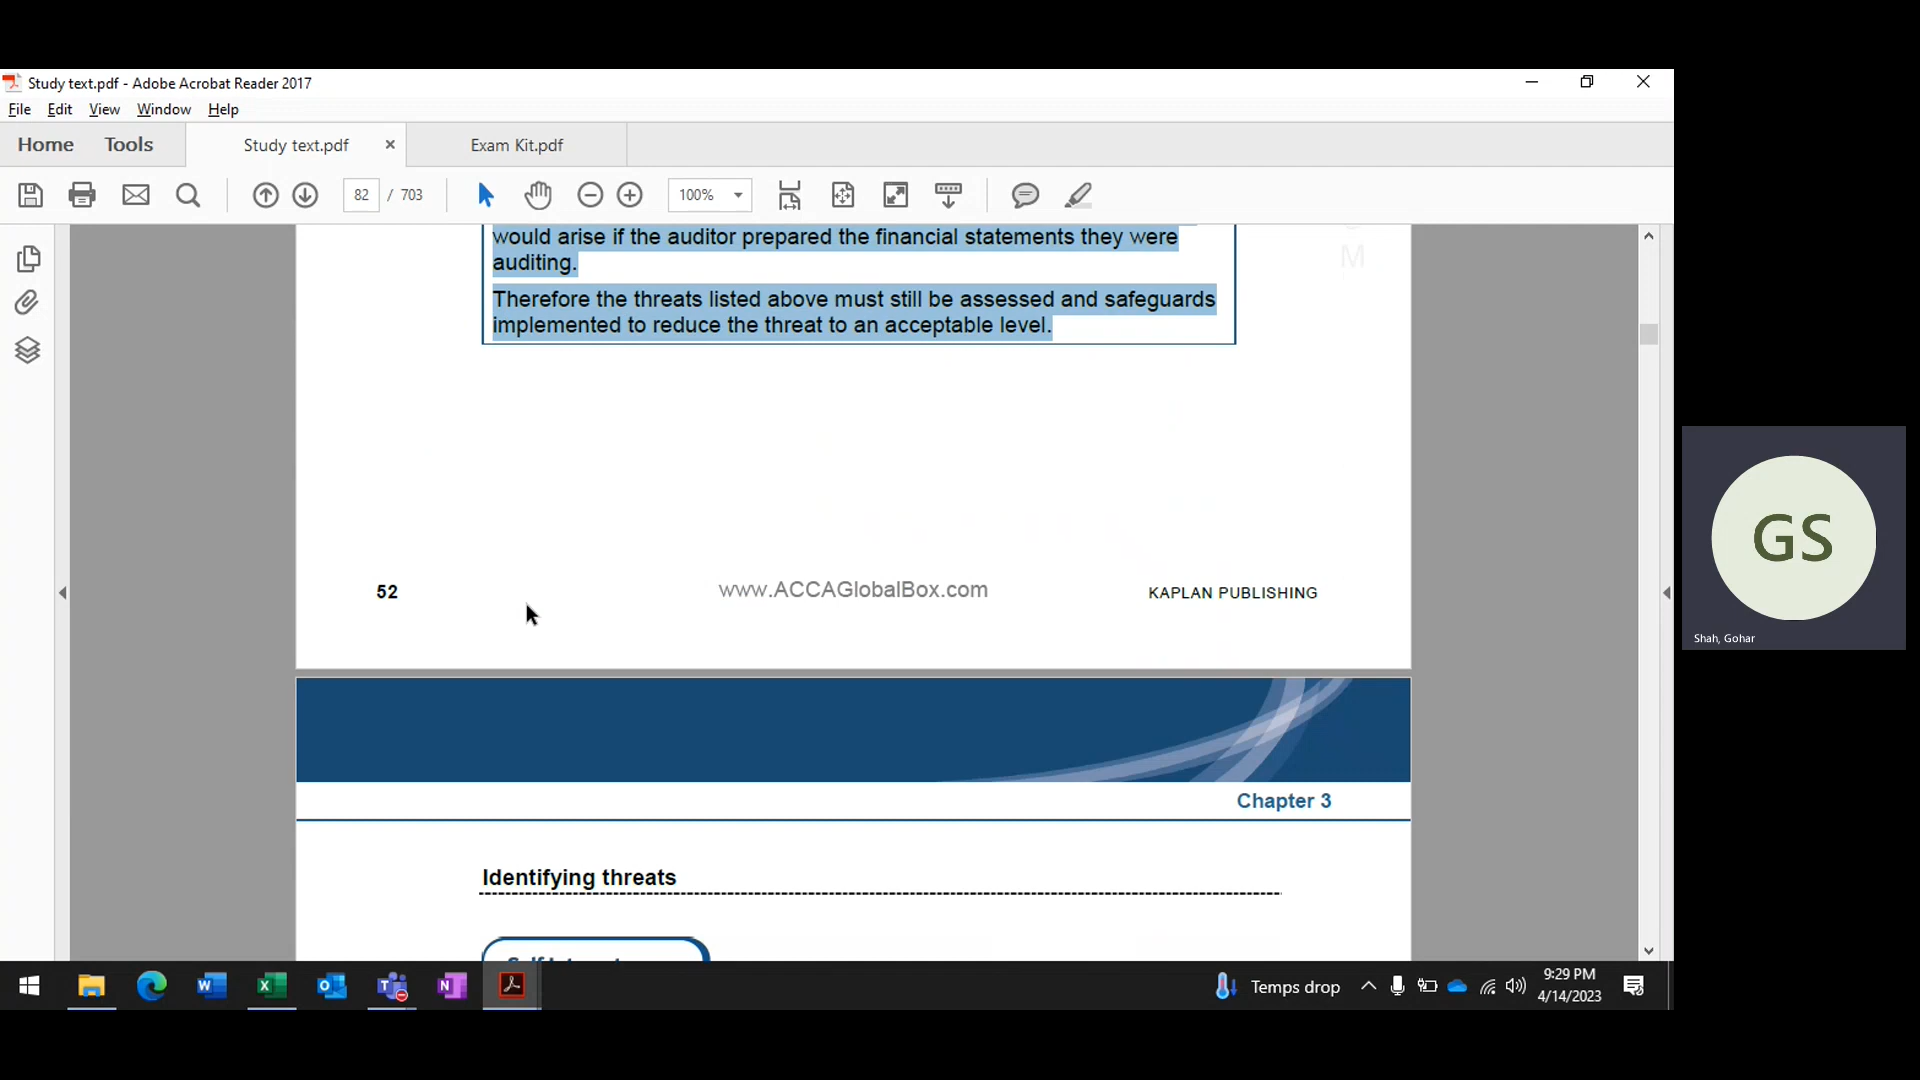 Study text.pdf - Adobe Acrobat Reader 2017
File Edit View Window Help
Home Tools Study text.pdf × Exam Kit.pdf
82 / 703 100%
would arise if the auditor prepared the financial statements they were
auditing.
Therefore the threats listed above must still be assessed and safeguards
implemented to reduce the threat to an acceptable level.
M
52 www.ACCAGlobalBox.com KAPLAN PUBLISHING
GS
Shah, Gohar
Chapter 3
Identifying threats
Temps drop
9:29 PM
4/14/2023